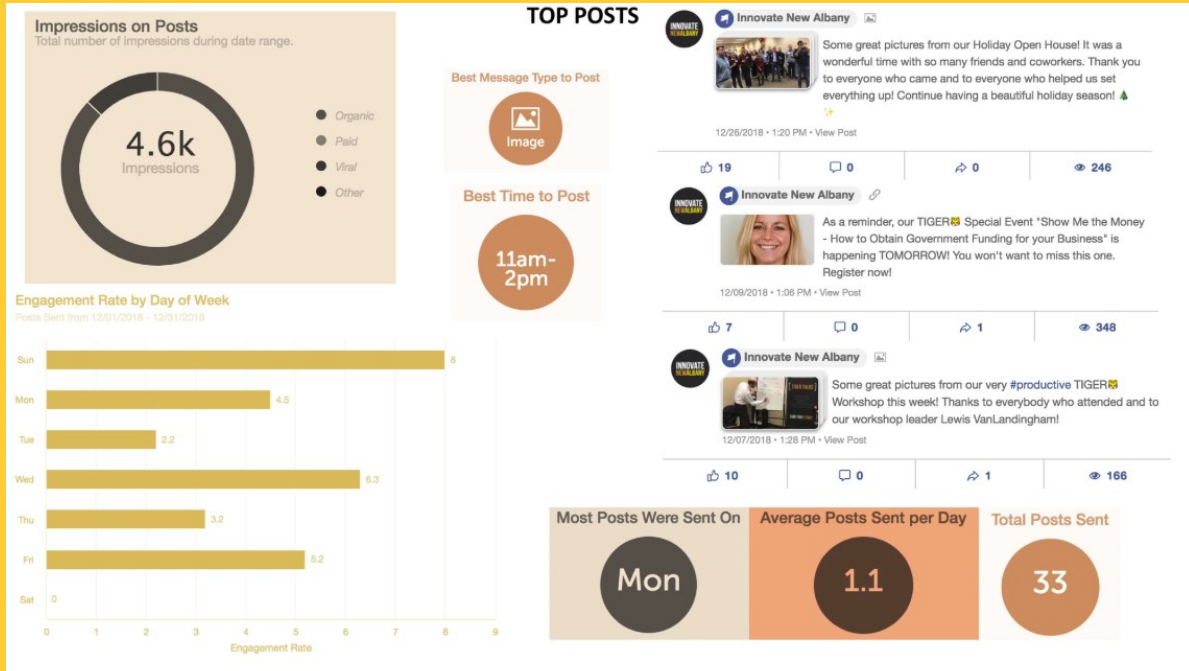 Impressions on Posts
Total number of impressions during date range.
4.6k
Impressions
Organic
Paid
Viral
Other
Engagement Rate by Day of Week
Posts Sent from 12/01/2018 - 12/31/2018
Sun
8
Mon
4.5
Tue
2.2
Wed
6.3
Thu
3.2
Fri
5.2
Sat
0
0 1 2 3 4 5 6 7 8 9
Engagement Rate
TOP POSTS
Best Message Type to Post
Image
Best Time to Post
11am-
2pm
INNOVATE
NEW ALBANY
Innovate New Albany
Some great pictures from our Holiday Open House! It was a
wonderful time with so many friends and coworkers. Thank you
to everyone who came and to everyone who helped us set
everything up! Continue having a beautiful holiday season! 🎄
✨
12/26/2018 • 1:20 PM • View Post
19 0 0 246
INNOVATE
NEW ALBANY
Innovate New Albany
As a reminder, our TIGER🐯 Special Event "Show Me the Money
- How to Obtain Government Funding for your Business" is
happening TOMORROW! You won't want to miss this one.
Register now!
12/09/2018 • 1:06 PM • View Post
7 0 1 348
INNOVATE
NEW ALBANY
Innovate New Albany
Some great pictures from our very #productive TIGER🐯
Workshop this week! Thanks to everybody who attended and to
our workshop leader Lewis VanLandingham!
12/07/2018 • 1:28 PM • View Post
10 0 1 166
Most Posts Were Sent On
Mon
Average Posts Sent per Day
1.1
Total Posts Sent
33